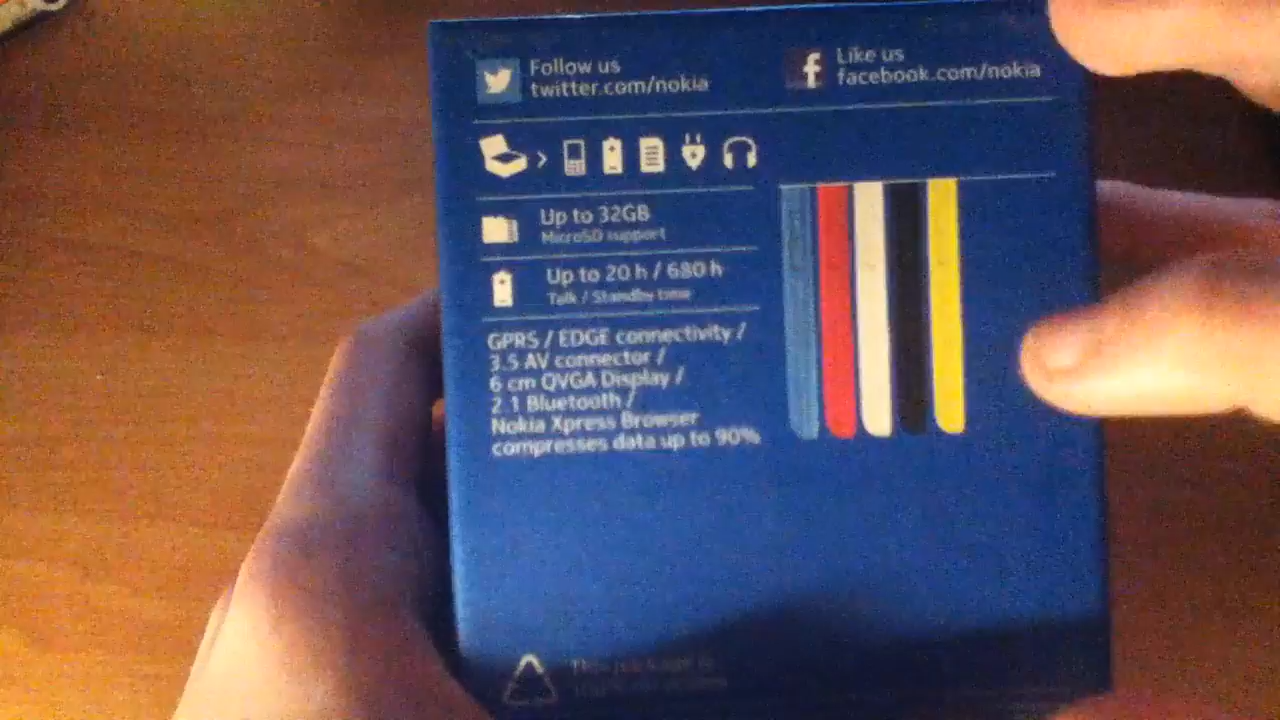 Follow us
twitter.com/nokia
Like us
facebook.com/nokia
Up to 32GB
MicroSD support
Up to 20 h / 680 h
Talk / Standby time
GPRS / EDGE connectivity /
3.5 AV connector /
6 cm QVGA Display /
2.1 Bluetooth /
Nokia Xpress Browser
compresses data up to 90%
This package is